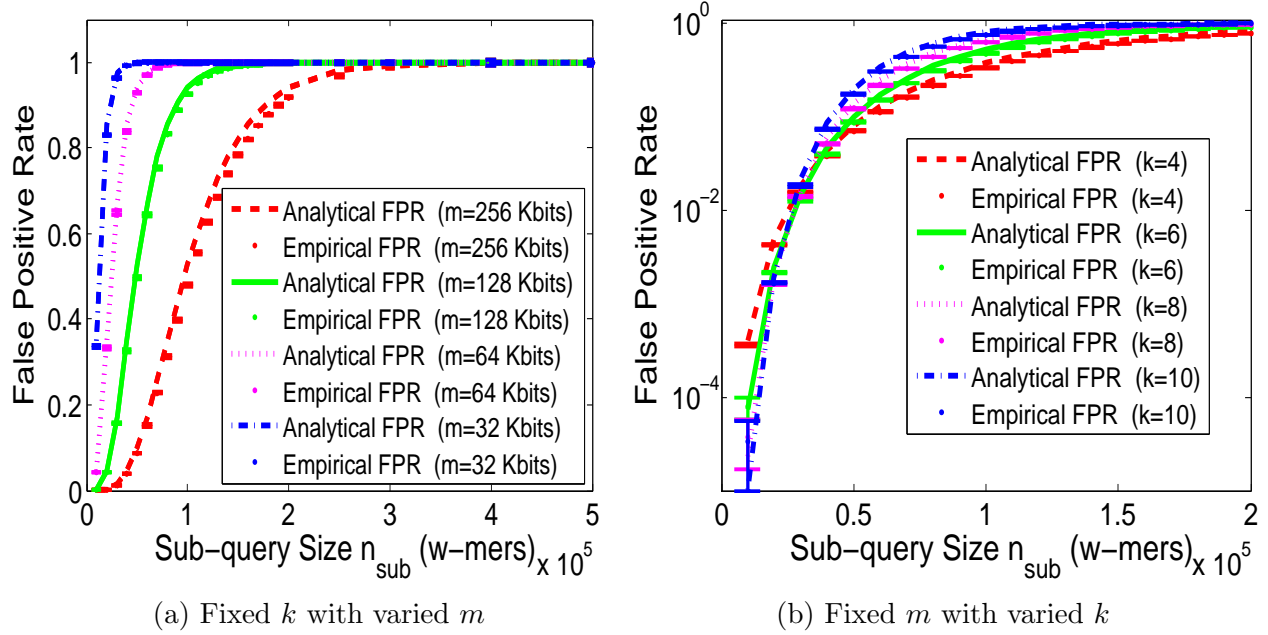 False Positive Rate
1
0.8
0.6
0.4
0.2
0
Analytical FPR (m=256 Kbits)
Empirical FPR (m=256 Kbits)
Analytical FPR (m=128 Kbits)
Empirical FPR (m=128 Kbits)
Analytical FPR (m=64 Kbits)
Empirical FPR (m=64 Kbits)
Analytical FPR (m=32 Kbits)
Empirical FPR (m=32 Kbits)
0 1 2 3 4 5
Sub−query Size n_sub (w−mers) x 10^5
(a) Fixed k with varied m
False Positive Rate
10^0
10^−2
10^−4
Analytical FPR (k=4)
Empirical FPR (k=4)
Analytical FPR (k=6)
Empirical FPR (k=6)
Analytical FPR (k=8)
Empirical FPR (k=8)
Analytical FPR (k=10)
Empirical FPR (k=10)
0 0.5 1 1.5 2
Sub−query Size n_sub (w−mers) x 10^5
(b) Fixed m with varied k